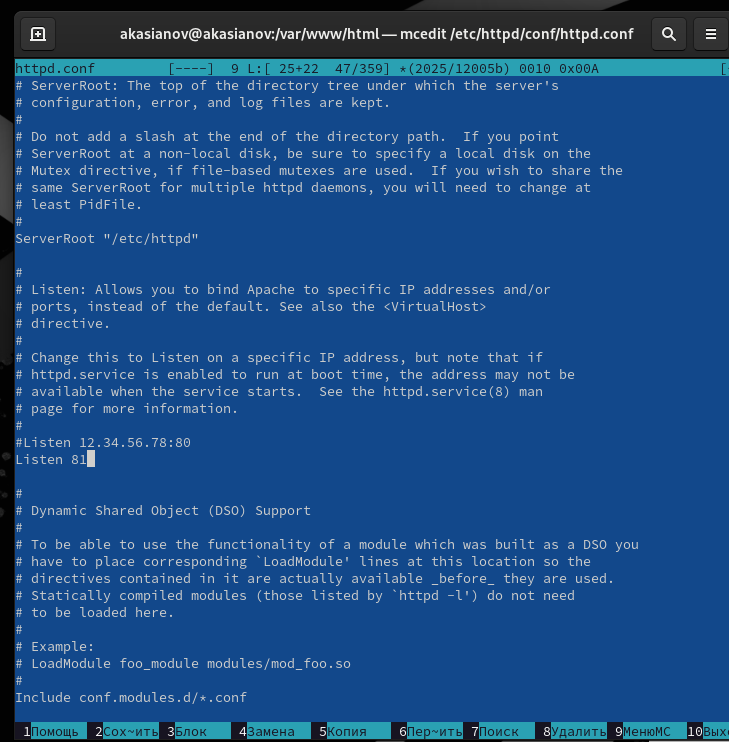 akasianov@akasianov:/var/www/html — mcedit /etc/httpd/conf/httpd.conf
httpd.conf         [----]  9 L:[ 25+22  47/359] *(2025/12005b) 0010 0x00A               [
# ServerRoot: The top of the directory tree under which the server's
# configuration, error, and log files are kept.
#
# Do not add a slash at the end of the directory path.  If you point
# ServerRoot at a non-local disk, be sure to specify a local disk on the
# Mutex directive, if file-based mutexes are used.  If you wish to share the
# same ServerRoot for multiple httpd daemons, you will need to change at
# least PidFile.
#
ServerRoot "/etc/httpd"
#
# Listen: Allows you to bind Apache to specific IP addresses and/or
# ports, instead of the default. See also the <VirtualHost>
# directive.
#
# Change this to Listen on a specific IP address, but note that if
# httpd.service is enabled to run at boot time, the address may not be
# available when the service starts.  See the httpd.service(8) man
# page for more information.
#
#Listen 12.34.56.78:80
Listen 81
#
# Dynamic Shared Object (DSO) Support
#
# To be able to use the functionality of a module which was built as a DSO you
# have to place corresponding `LoadModule' lines at this location so the
# directives contained in it are actually available _before_ they are used.
# Statically compiled modules (those listed by `httpd -l') do not need
# to be loaded here.
#
# Example:
# LoadModule foo_module modules/mod_foo.so
#
Include conf.modules.d/*.conf
1Помощь 2Сох~ить 3Блок 4Замена 5Копия 6Пер~ить 7Поиск 8Удалить 9МенюMC 10Вых